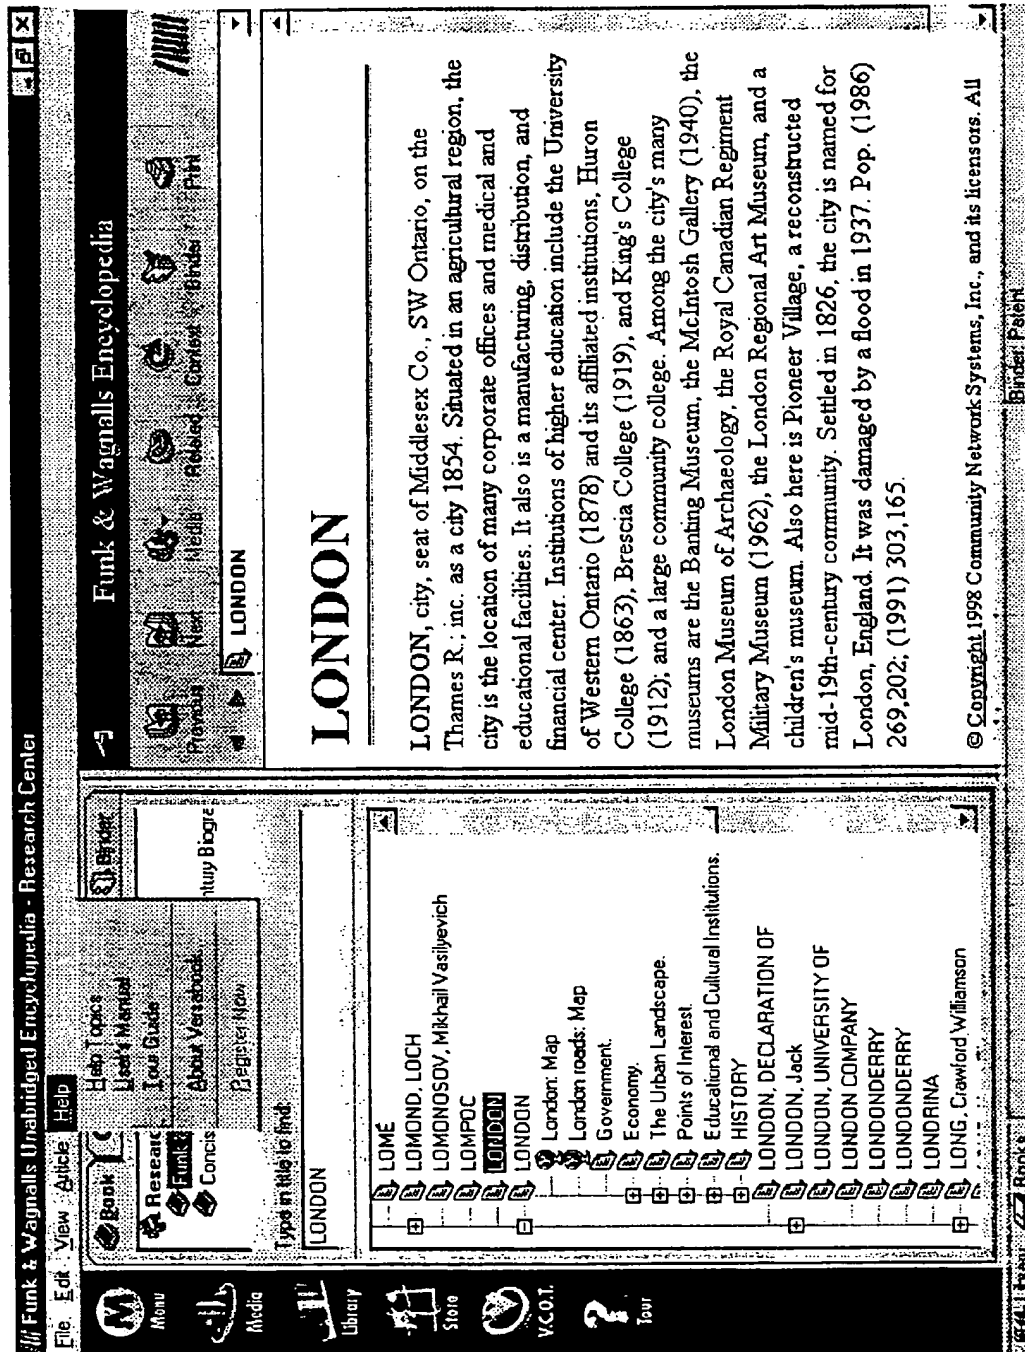 Funk & Wagnalls Unabridged Encyclopedia - Research Center
File Edit View Article Help
Help Topics
User's Manual
Tour Guide
About Versabook...
Register Now
Book
Binder
Researc
Funk
Concis
ntury Biogra
Type in title to find:
LONDON
Menu
Media
Library
Store
V.C.O.T.
Tour
LOMÉ
LOMOND, LOCH
LOMONOSOV, Mikhail Vasilyevich
LOMPOC
LONDON
LONDON
London: Map
London roads: Map
Government.
Economy.
The Urban Landscape.
Points of Interest.
Educational and Cultural Institutions.
HISTORY
LONDON, DECLARATION OF
LONDON, Jack
LONDON, UNIVERSITY OF
LONDON COMPANY
LONDONDERRY
LONDONDERRY
LONDRINA
LONG, Crawford Williamson
Funk & Wagnalls Encyclopedia
Previous Next Media Related Context Binder Print
LONDON
LONDON
LONDON, city, seat of Middlesex Co., SW Ontario, on the
Thames R.; inc. as a city 1854. Situated in an agricultural region, the
city is the location of many corporate offices and medical and
educational facilities. It also is a manufacturing, distribution, and
financial center. Institutions of higher education include the University
of Western Ontario (1878) and its affiliated institutions, Huron
College (1863), Brescia College (1919), and King's College
(1912); and a large community college. Among the city's many
museums are the Banting Museum, the McIntosh Gallery (1940), the
London Museum of Archaeology, the Royal Canadian Regiment
Military Museum (1962), the London Regional Art Museum, and a
children's museum. Also here is Pioneer Village, a reconstructed
mid-19th-century community. Settled in 1826, the city is named for
London, England. It was damaged by a flood in 1937. Pop. (1986)
269,202; (1991) 303,165.
© Copyright 1998 Community Network Systems, Inc., and its licensors. All
Book
Binder: Patent